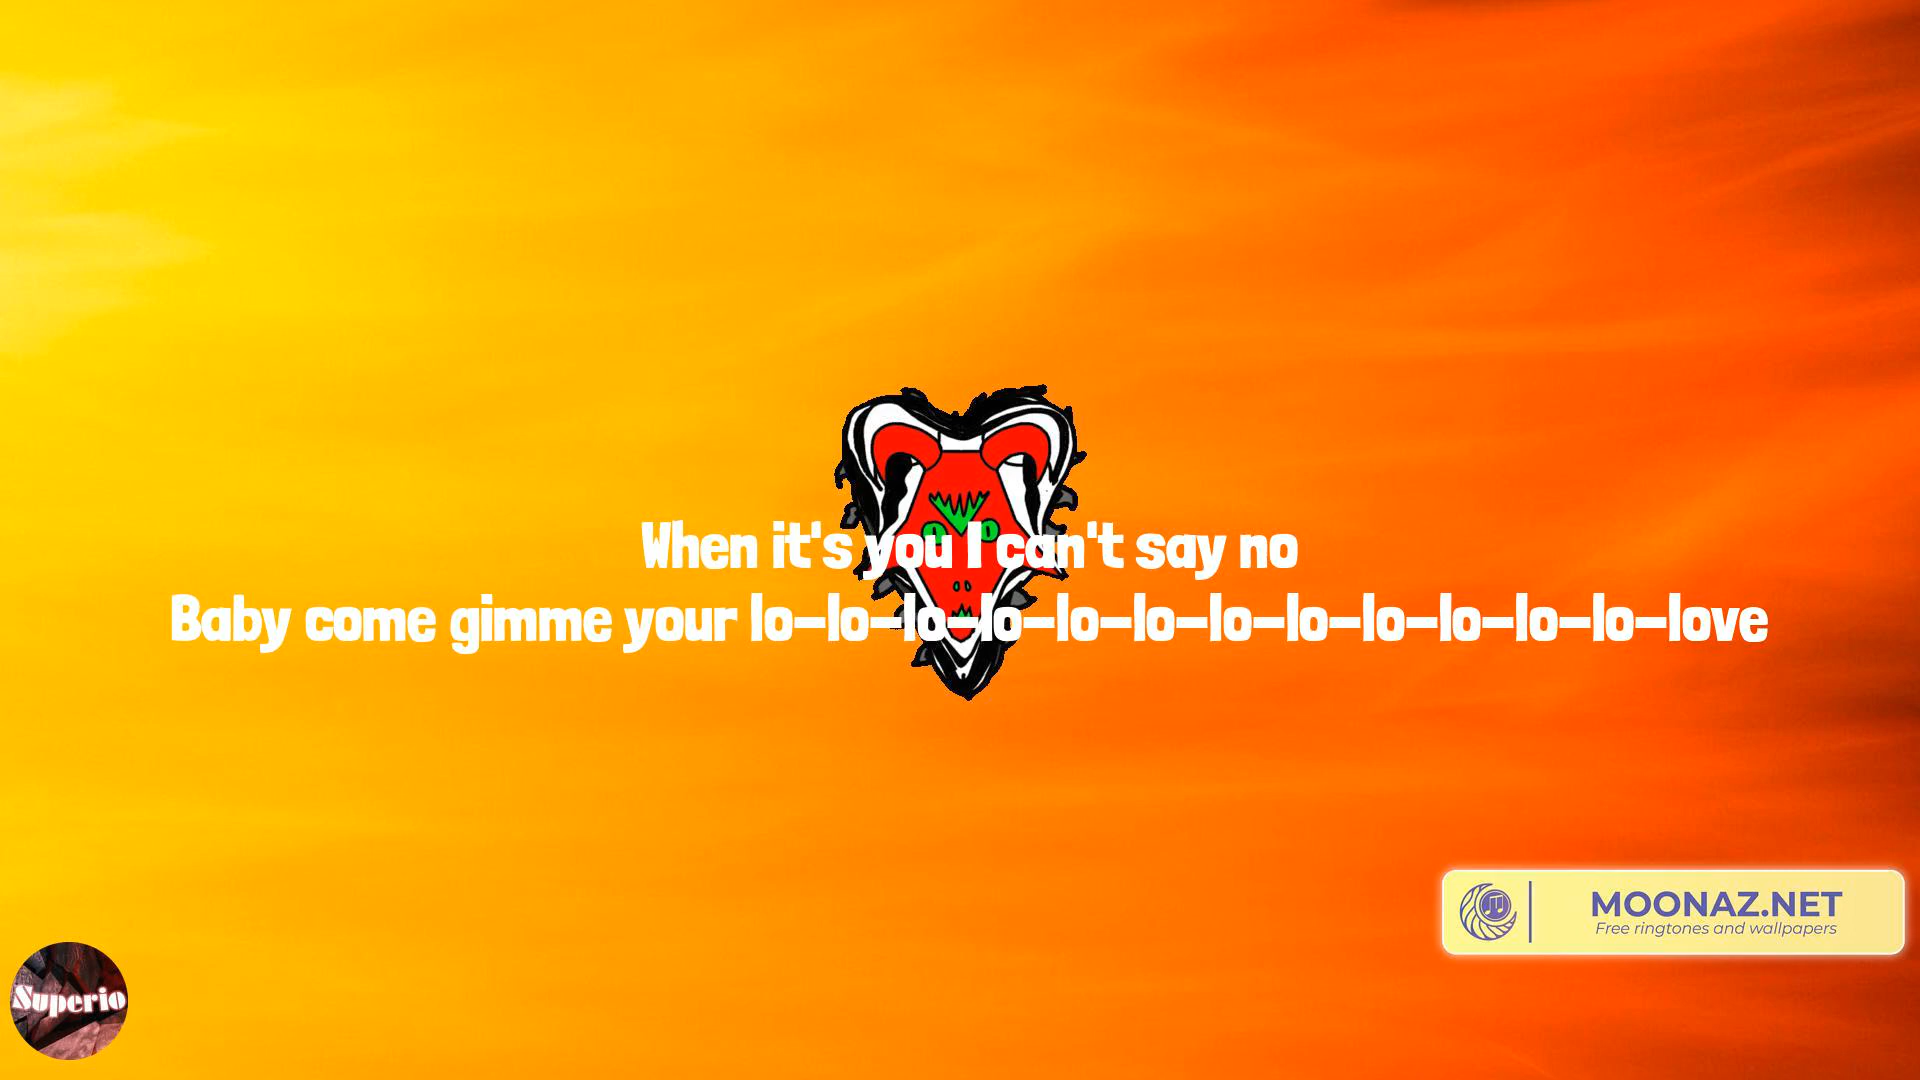 When it's you I can't say no
Baby come gimme your lo-lo-lo-lo-lo-lo-lo-lo-lo-lo-lo-lo-love
MOONAZ.NET
Free ringtones and wallpapers
Superio